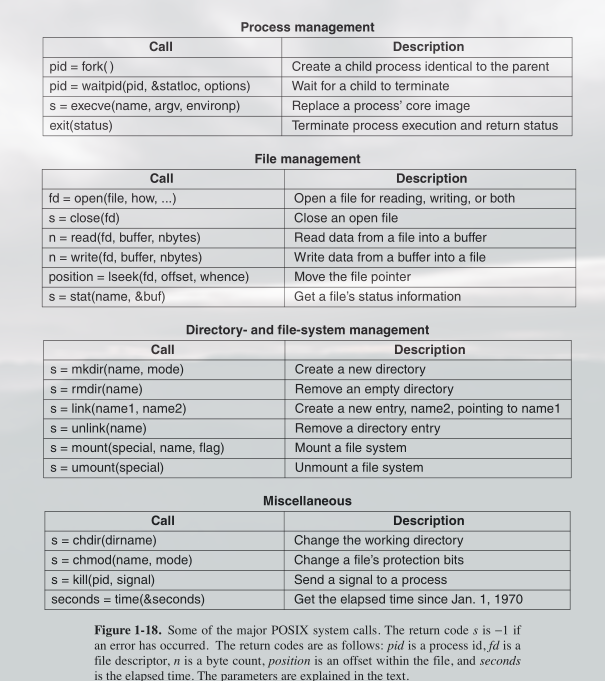 Process management
Call Description
pid = fork( ) Create a child process identical to the parent
pid = waitpid(pid, &statloc, options) Wait for a child to terminate
s = execve(name, argv, environp) Replace a process' core image
exit(status) Terminate process execution and return status
File management
Call Description
fd = open(file, how, ...) Open a file for reading, writing, or both
s = close(fd) Close an open file
n = read(fd, buffer, nbytes) Read data from a file into a buffer
n = write(fd, buffer, nbytes) Write data from a buffer into a file
position = lseek(fd, offset, whence) Move the file pointer
s = stat(name, &buf) Get a file's status information
Directory- and file-system management
Call Description
s = mkdir(name, mode) Create a new directory
s = rmdir(name) Remove an empty directory
s = link(name1, name2) Create a new entry, name2, pointing to name1
s = unlink(name) Remove a directory entry
s = mount(special, name, flag) Mount a file system
s = umount(special) Unmount a file system
Miscellaneous
Call Description
s = chdir(dirname) Change the working directory
s = chmod(name, mode) Change a file's protection bits
s = kill(pid, signal) Send a signal to a process
seconds = time(&seconds) Get the elapsed time since Jan. 1, 1970
Figure 1-18. Some of the major POSIX system calls. The return code s is −1 if
an error has occurred. The return codes are as follows: pid is a process id, fd is a
file descriptor, n is a byte count, position is an offset within the file, and seconds
is the elapsed time. The parameters are explained in the text.